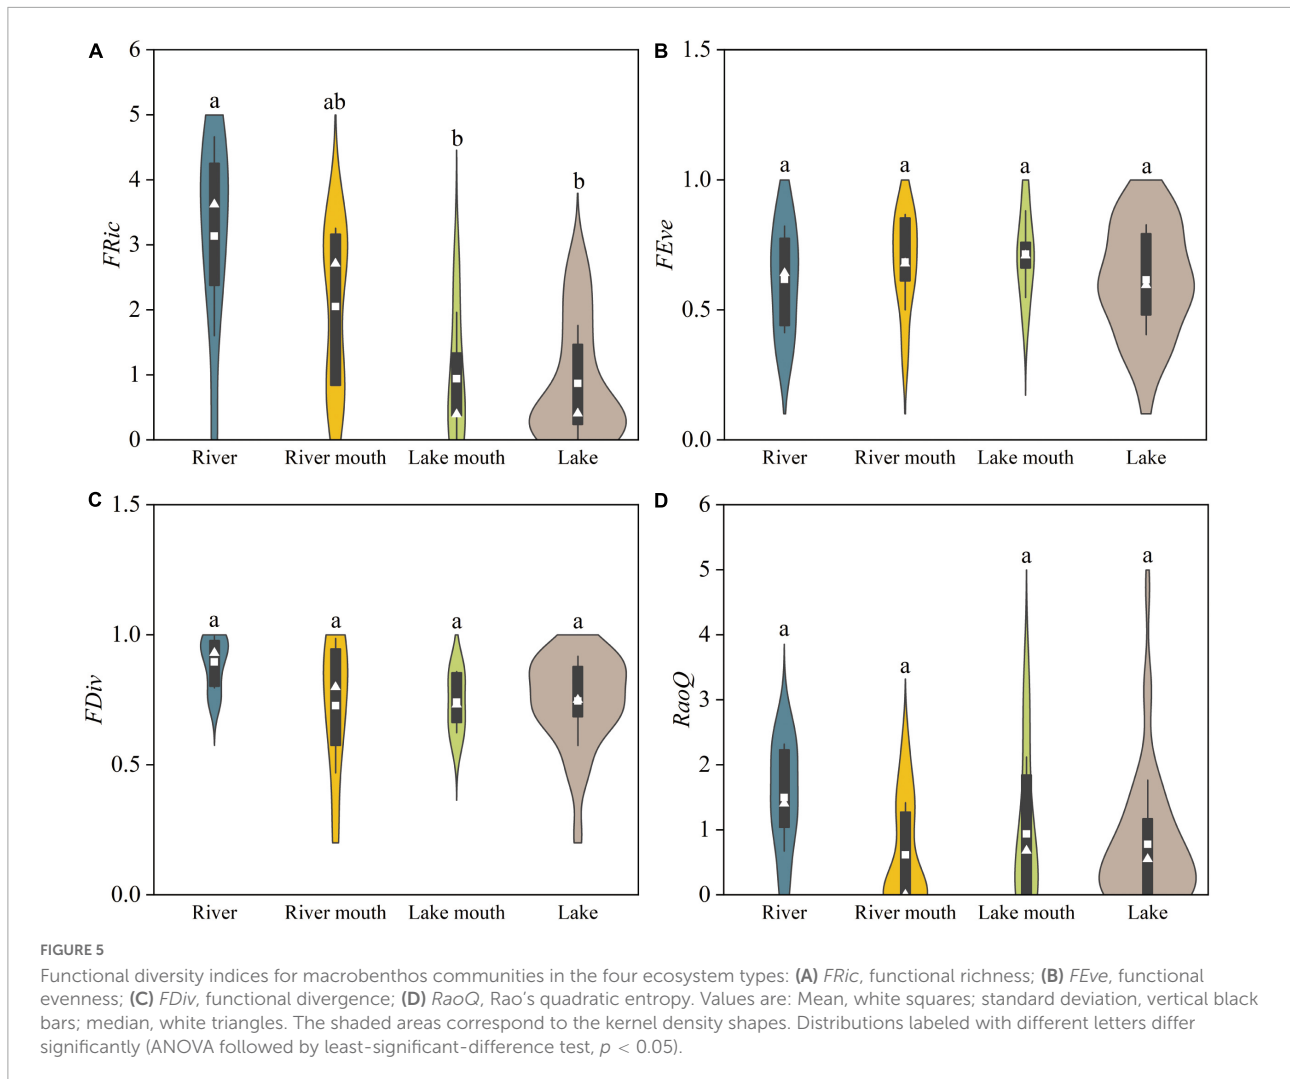 A
FRic
6
5
4
3
2
1
0
a
ab
b
b
River
River mouth
Lake mouth
Lake
B
FEve
1.5
1.0
0.5
0.0
a
a
a
a
River
River mouth
Lake mouth
Lake
C
FDiv
1.5
1.0
0.5
0.0
a
a
a
a
River
River mouth
Lake mouth
Lake
D
RaoQ
6
5
4
3
2
1
0
a
a
a
a
River
River mouth
Lake mouth
Lake
FIGURE 5
Functional diversity indices for macrobenthos communities in the four ecosystem types: (A) FRic, functional richness; (B) FEve, functional
evenness; (C) FDiv, functional divergence; (D) RaoQ, Rao's quadratic entropy. Values are: Mean, white squares; standard deviation, vertical black
bars; median, white triangles. The shaded areas correspond to the kernel density shapes. Distributions labeled with different letters differ
significantly (ANOVA followed by least-significant-difference test, p < 0.05).